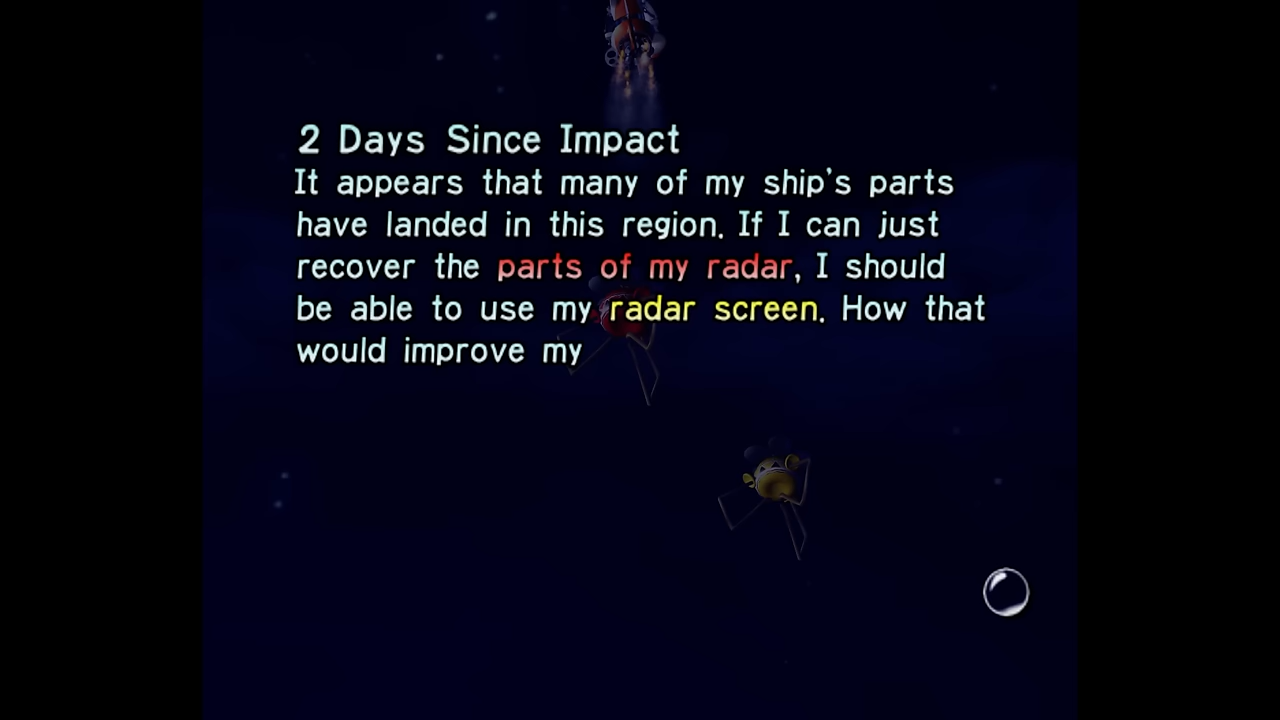 2 Days Since Impact
It appears that many of my ship's parts
have landed in this region. If I can just
recover the parts of my radar, I should
be able to use my radar screen. How that
would improve my